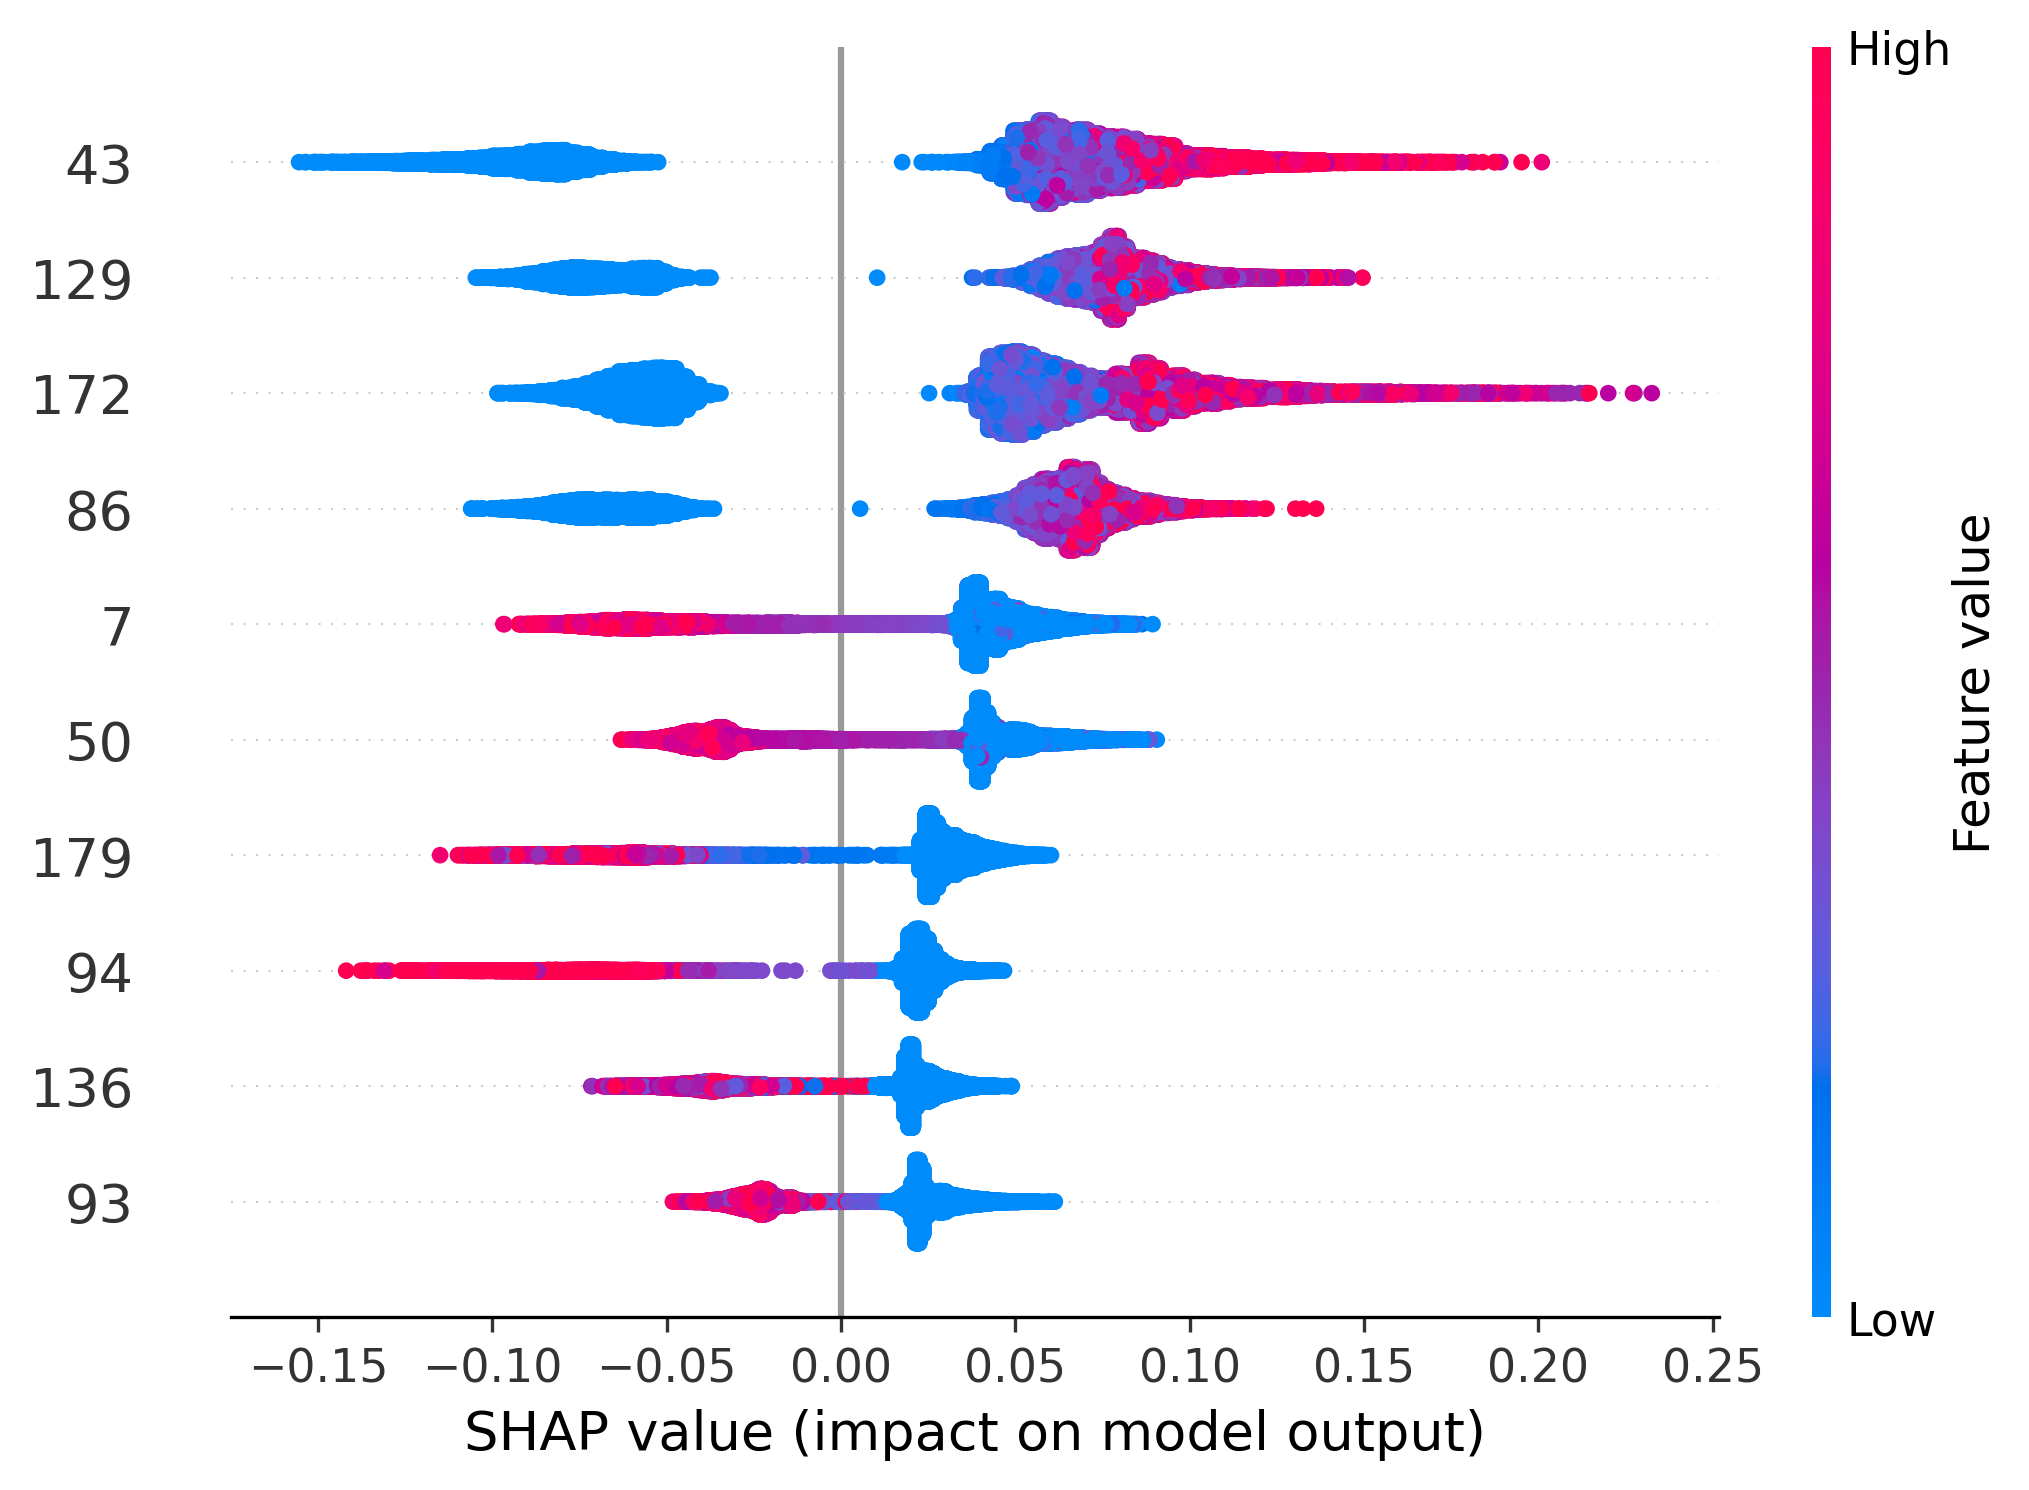 High
43
129
172
86
7
50
179
94
136
93
Feature value
Low
−0.15 −0.10 −0.05 0.00 0.05 0.10 0.15 0.20 0.25
SHAP value (impact on model output)